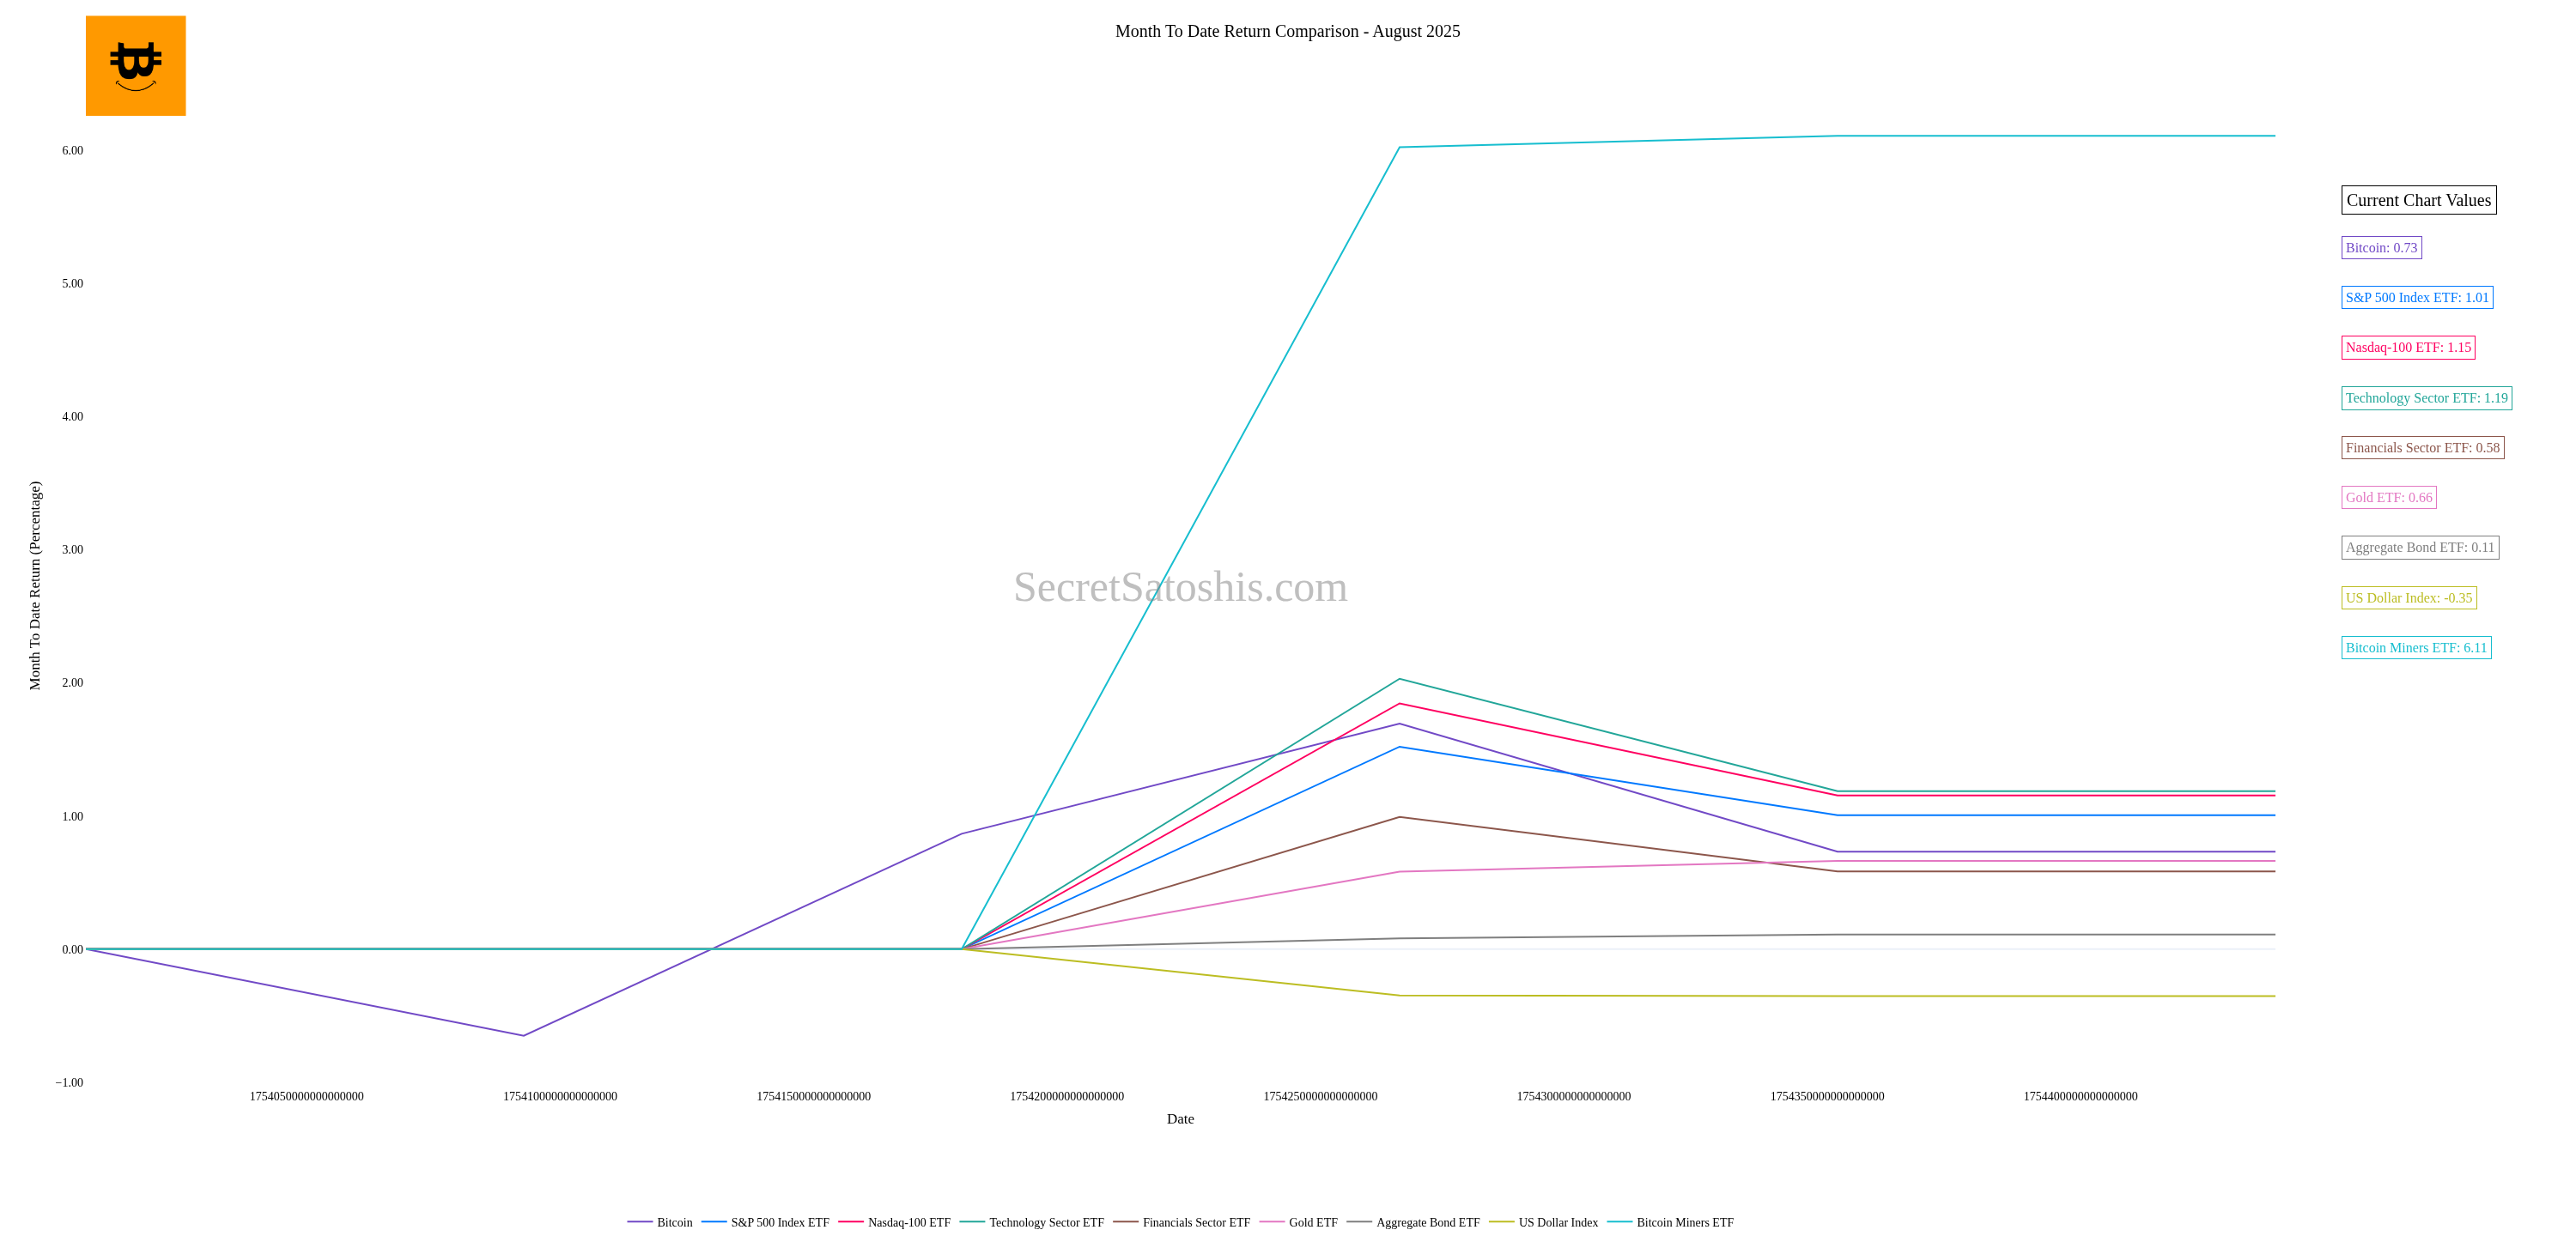 Month To Date Return Comparison - August 2025
6.00
5.00
4.00
3.00
2.00
1.00
0.00
−1.00
Month To Date Return (Percentage)
SecretSatoshis.com
Current Chart Values
Bitcoin: 0.73
S&P 500 Index ETF: 1.01
Nasdaq-100 ETF: 1.15
Technology Sector ETF: 1.19
Financials Sector ETF: 0.58
Gold ETF: 0.66
Aggregate Bond ETF: 0.11
US Dollar Index: -0.35
Bitcoin Miners ETF: 6.11
1754050000000000000 1754100000000000000 1754150000000000000 1754200000000000000 1754250000000000000 1754300000000000000 1754350000000000000 1754400000000000000
Date
Bitcoin S&P 500 Index ETF Nasdaq-100 ETF Technology Sector ETF Financials Sector ETF Gold ETF Aggregate Bond ETF US Dollar Index Bitcoin Miners ETF